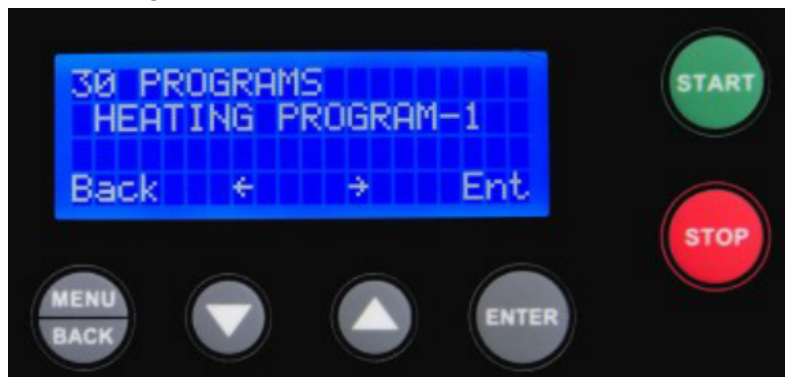 30 PROGRAMS
HEATING PROGRAM-1
Back ← → Ent
START
STOP
MENU
BACK
ENTER